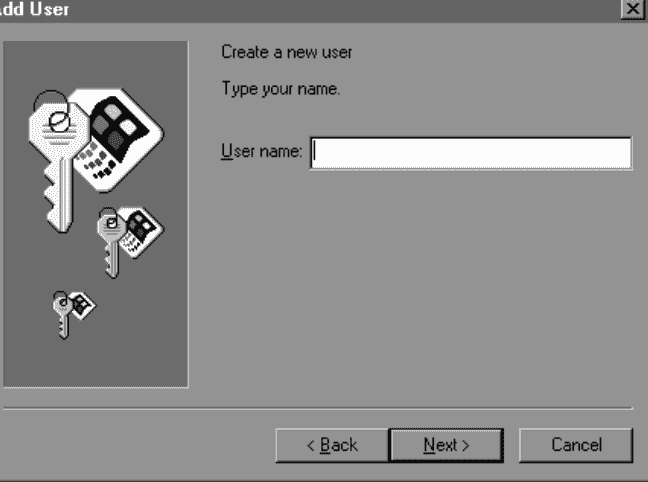 Add User
Create a new user
Type your name.
User name:
< Back
Next >
Cancel